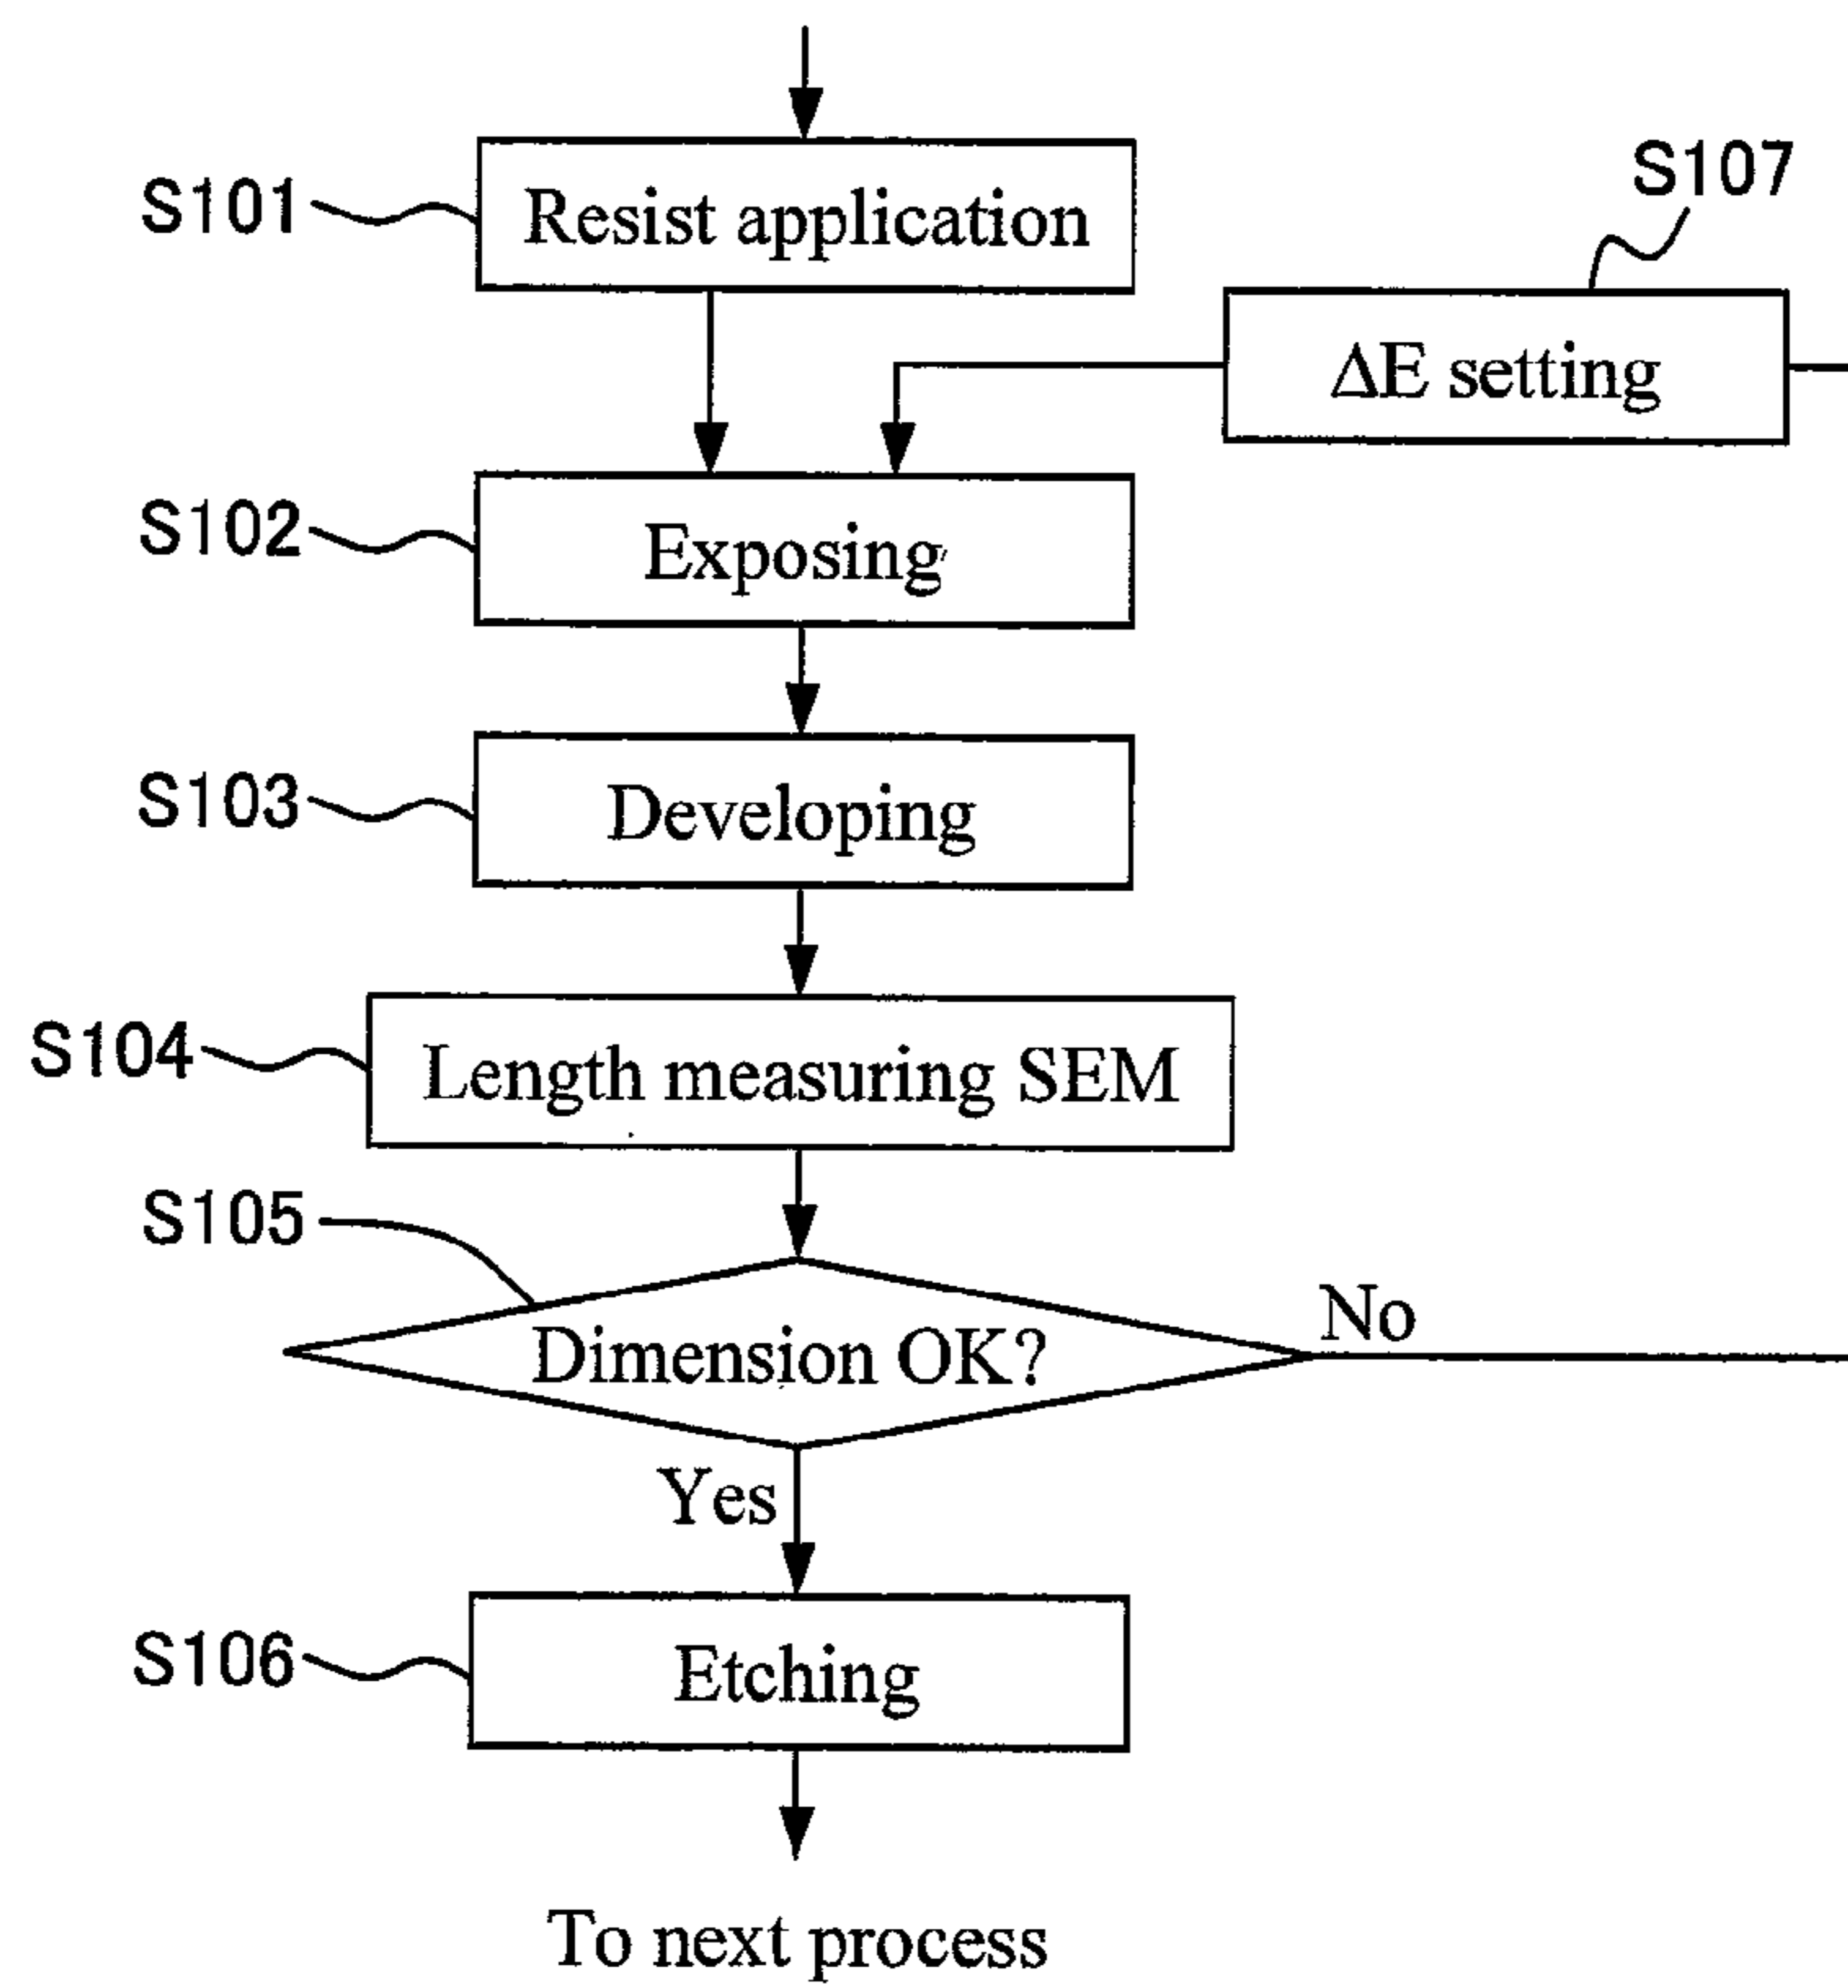 S101
Resist application
S107
ΔE setting
S102
Exposing
S103
Developing
S104
Length measuring SEM
S105
Dimension OK?
No
Yes
S106
Etching
To next process